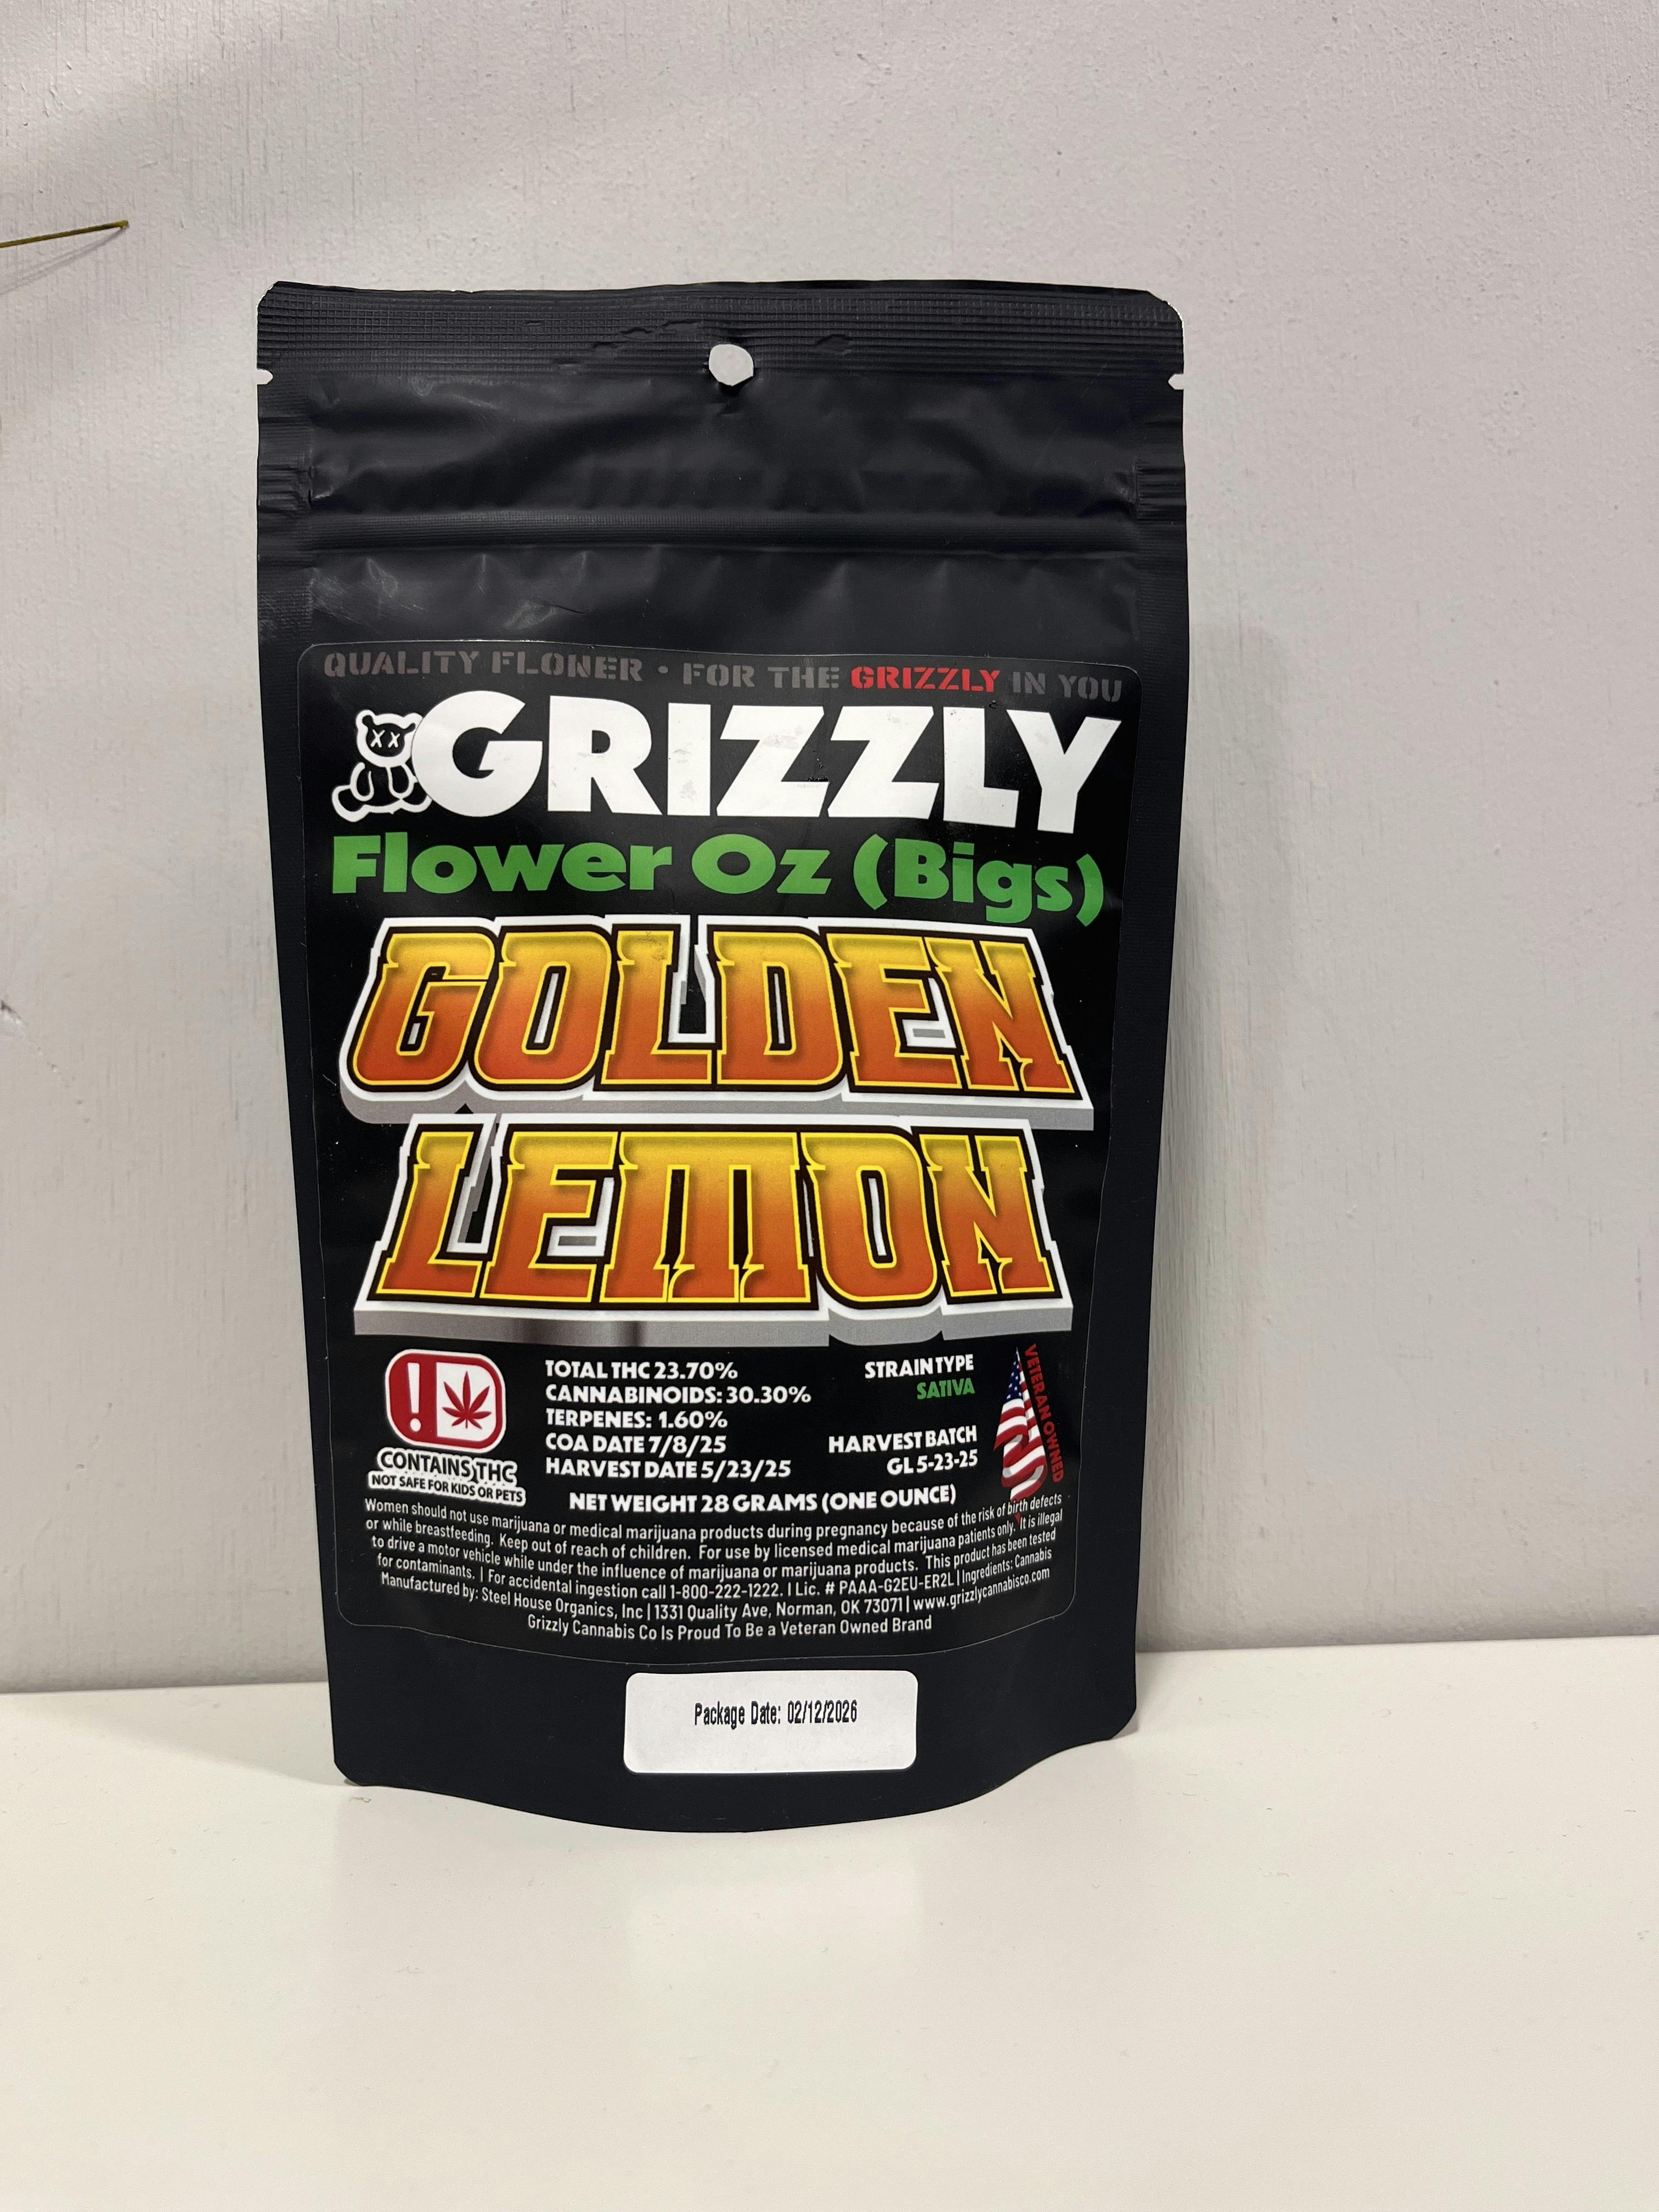 QUALITY FLOWER • FOR THE GRIZZLY IN YOU
GRIZZLY
Flower Oz (Bigs)
GOLDEN
LEMON
CONTAINS THC
NOT SAFE FOR KIDS OR PETS
TOTAL THC 23.70%
CANNABINOIDS: 30.30%
TERPENES: 1.60%
COA DATE 7/8/25
HARVEST DATE 5/23/25
STRAIN TYPE
SATIVA
HARVEST BATCH
GL 5-23-25
VETERAN OWNED
NET WEIGHT 28 GRAMS (ONE OUNCE)
Women should not use marijuana or medical marijuana products during pregnancy because of the risk of birth defects
or while breastfeeding. Keep out of reach of children. For use by licensed medical marijuana patients only. It is illegal
to drive a motor vehicle while under the influence of marijuana or marijuana products. This product has been tested
for contaminants. | For accidental ingestion call 1-800-222-1222. I Lic. # PAAA-G2EU-ER2L | Ingredients: Cannabis
Manufactured by: Steel House Organics, Inc | 1331 Quality Ave, Norman, OK 73071 | www.grizzlycannabisco.com
Grizzly Cannabis Co Is Proud To Be a Veteran Owned Brand
Package Date: 02/12/2026